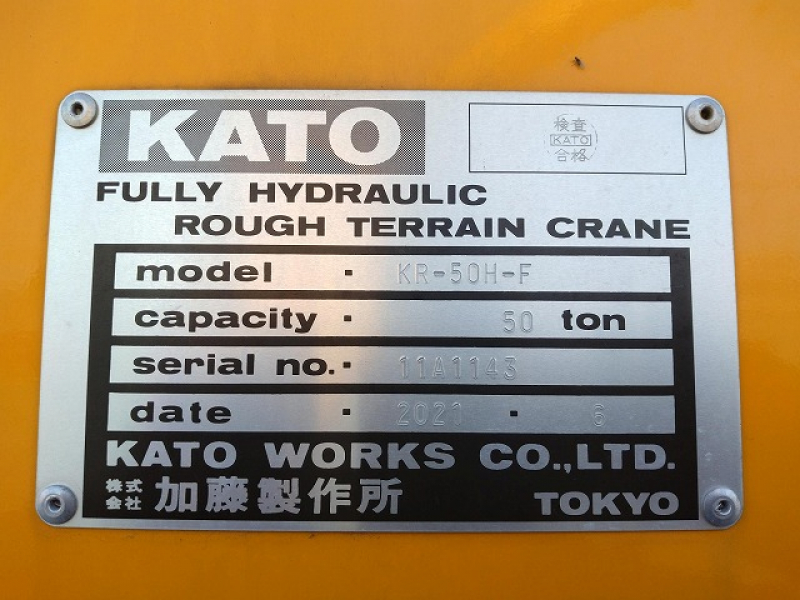 KATO
検査
KATO
合格
FULLY HYDRAULIC
ROUGH TERRAIN CRANE
model · KR-50H-F
capacity · 50 ton
serial no. · 11A1143
date · 2021 · 6
KATO WORKS CO.,LTD.
株式会社 加藤製作所 TOKYO